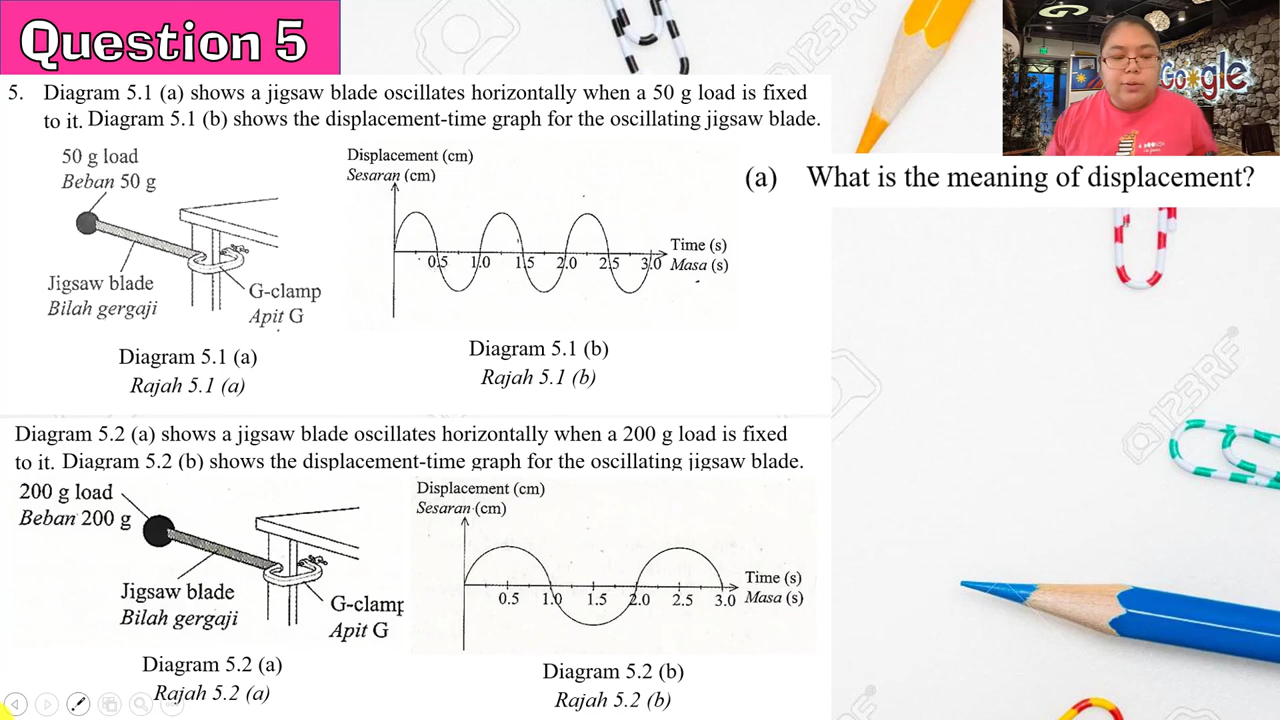 Question 5
Google
5. Diagram 5.1 (a) shows a jigsaw blade oscillates horizontally when a 50 g load is fixed
to it. Diagram 5.1 (b) shows the displacement-time graph for the oscillating jigsaw blade.
50 g load
Beban 50 g
Jigsaw blade
Bilah gergaji
G-clamp
Apit G
Diagram 5.1 (a)
Rajah 5.1 (a)
Displacement (cm)
Sesaran (cm)
0.5 1.0 1.5 2.0 2.5 3.0
Time (s)
Masa (s)
Diagram 5.1 (b)
Rajah 5.1 (b)
(a) What is the meaning of displacement?
Diagram 5.2 (a) shows a jigsaw blade oscillates horizontally when a 200 g load is fixed
to it. Diagram 5.2 (b) shows the displacement-time graph for the oscillating jigsaw blade.
200 g load
Beban 200 g
Jigsaw blade
Bilah gergaji
G-clamp
Apit G
Diagram 5.2 (a)
Rajah 5.2 (a)
Displacement (cm)
Sesaran (cm)
0.5 1.0 1.5 2.0 2.5 3.0
Time (s)
Masa (s)
Diagram 5.2 (b)
Rajah 5.2 (b)
123RF
123RF